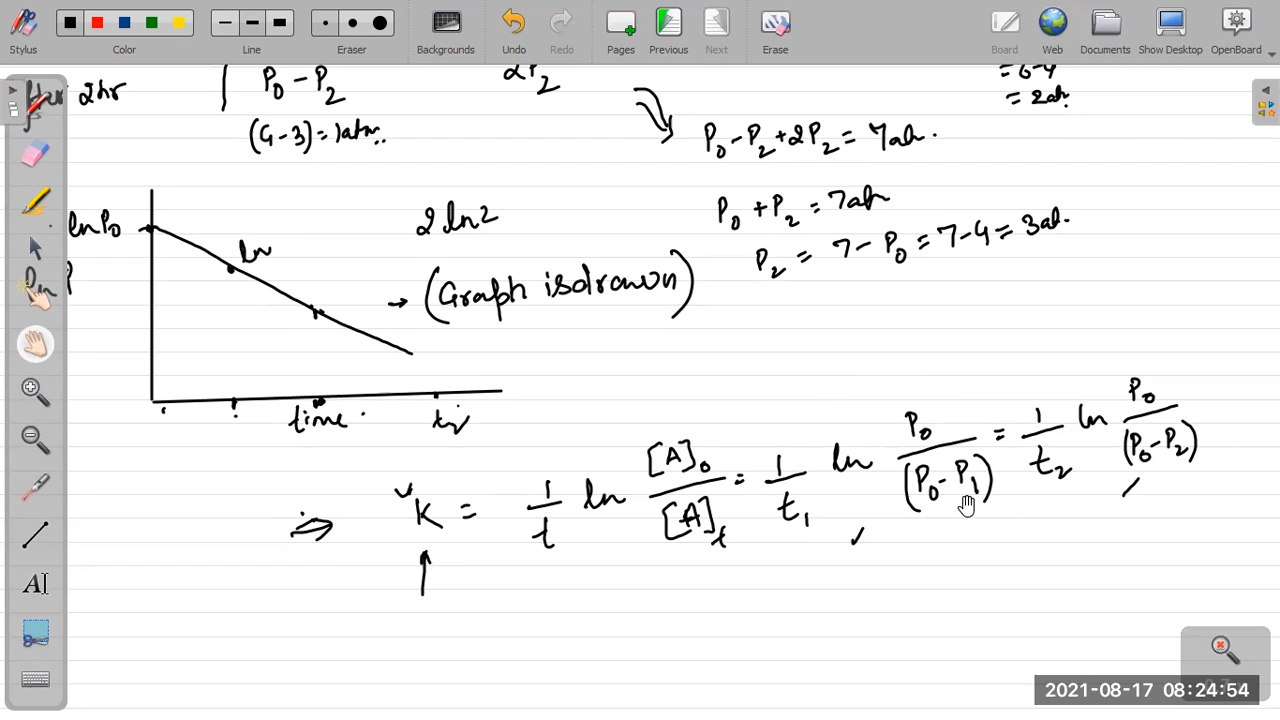 Stylus
Color
Line
Eraser
Backgrounds
Undo
Redo
Pages
Previous
Next
Erase
Board
Web
Documents
Show Desktop
OpenBoard
2hr
P₀ - P₂
2P₂
= 6-4
= 2atm.
(4-3) = 1atm.
P₀ - P₂ + 2P₂ = 7atm.
P₀ + P₂ = 7atm
P₂ = 7 - P₀ = 7-4 = 3atm.
ln P₀
ln
2 ln2
→ (Graph is drawn)
ln P
time
⇒ K = 1/t ln [A]₀/[A]ₜ = 1/t₁ ln P₀/(P₀-P₁) = 1/t₂ ln P₀/(P₀-P₂)
2021-08-17 08:24:54